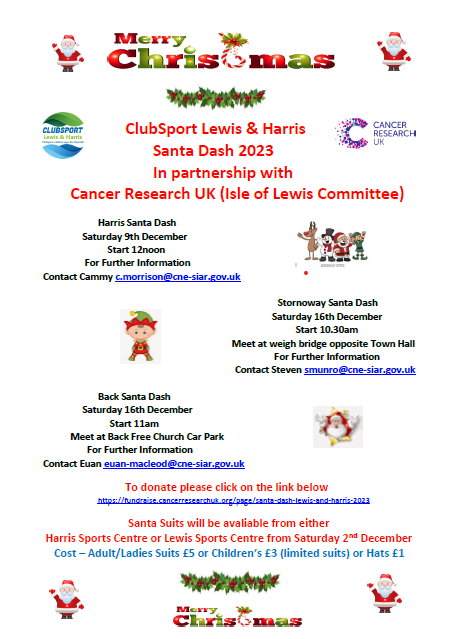 Merry
Christmas
CLUBSPORT
Lewis & Harris
CANCER
RESEARCH
UK
ClubSport Lewis & Harris
Santa Dash 2023
In partnership with
Cancer Research UK (Isle of Lewis Committee)
Harris Santa Dash
Saturday 9th December
Start 12noon
For Further Information
Contact Cammy c.morrison@cne-siar.gov.uk
Stornoway Santa Dash
Saturday 16th December
Start 10.30am
Meet at weigh bridge opposite Town Hall
For Further Information
Contact Steven smunro@cne-siar.gov.uk
Back Santa Dash
Saturday 16th December
Start 11am
Meet at Back Free Church Car Park
For Further Information
Contact Euan euan-macleod@cne-siar.gov.uk
To donate please click on the link below
https://fundraise.cancerresearchuk.org/page/santa-dash-lewis-and-harris-2023
Santa Suits will be avaliable from either
Harris Sports Centre or Lewis Sports Centre from Saturday 2nd December
Cost – Adult/Ladies Suits £5 or Children's £3 (limited suits) or Hats £1
Merry
Christmas